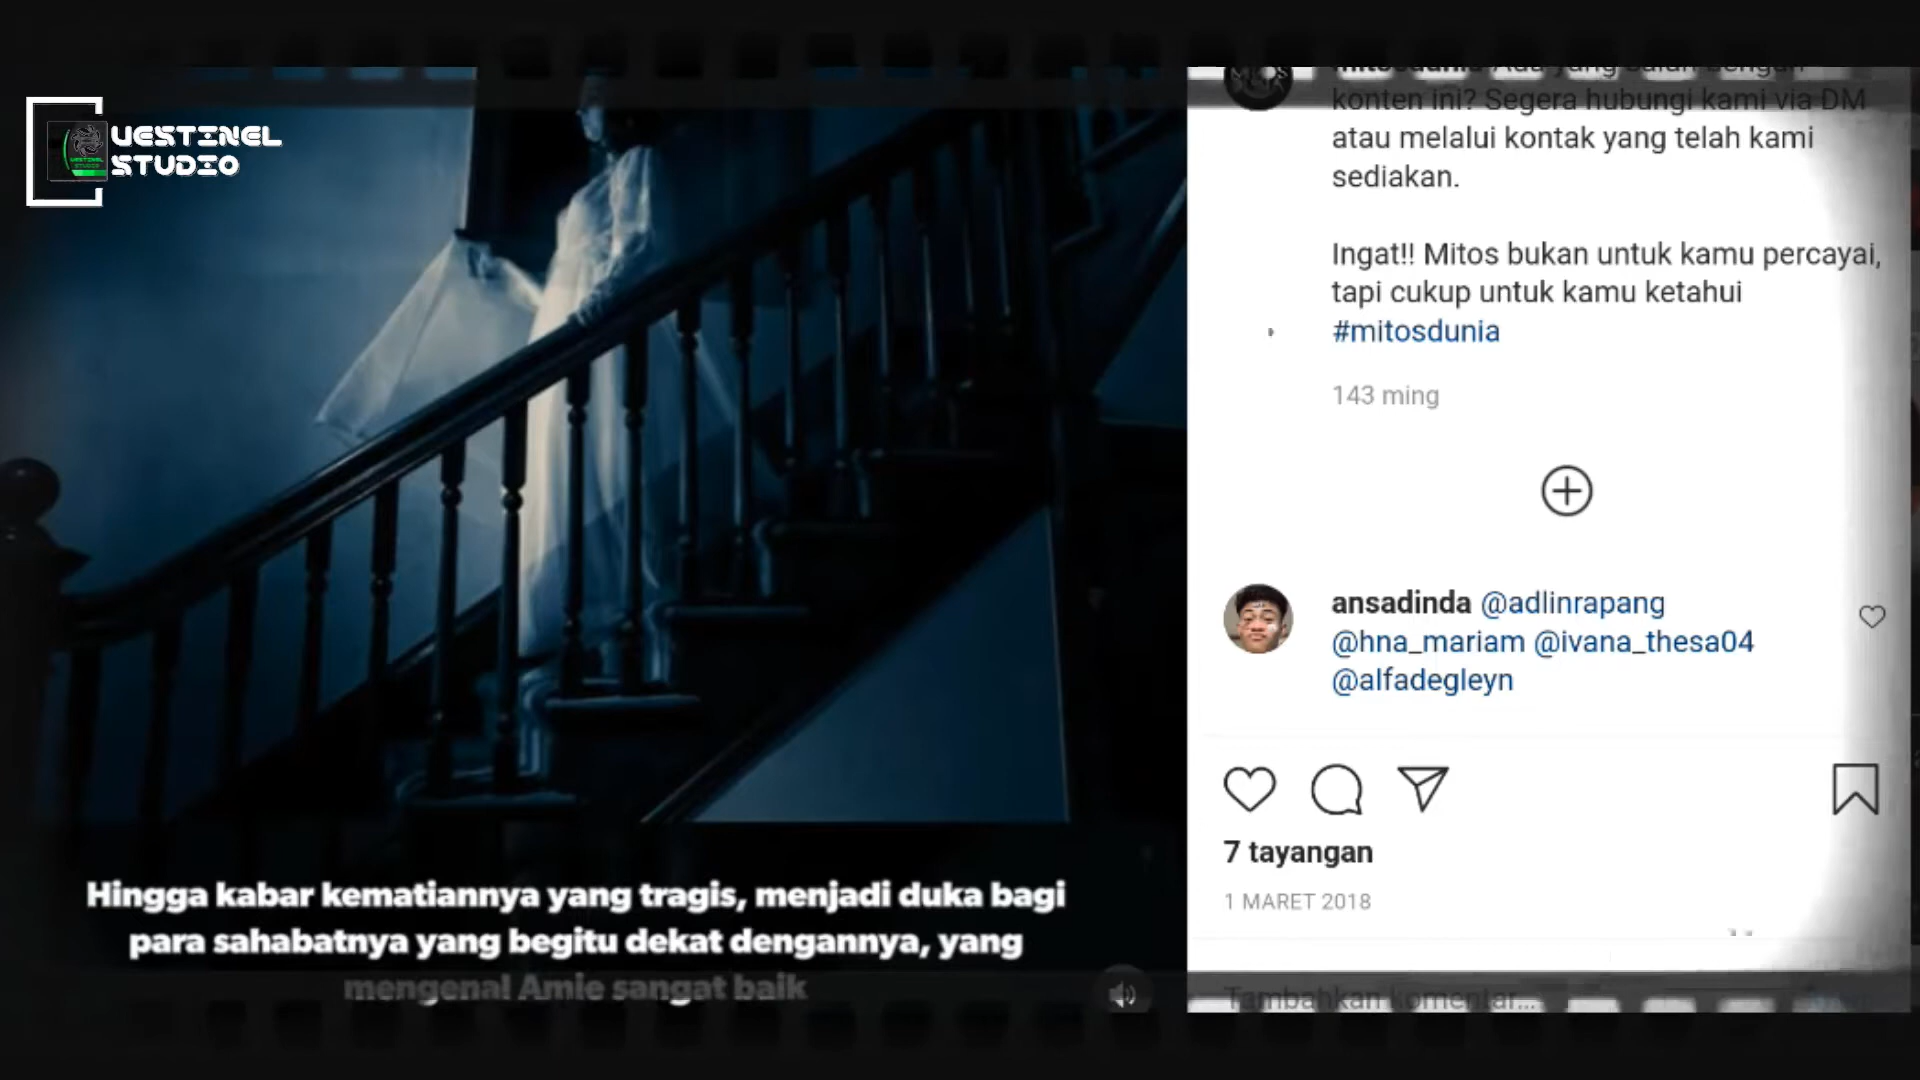 VESTINEL
STUDIO
Hingga kabar kematiannya yang tragis, menjadi duka bagi
para sahabatnya yang begitu dekat dengannya, yang
mengenal Amie sangat baik
konten ini? Segera hubungi kami via DM
atau melalui kontak yang telah kami
sediakan.
Ingat!! Mitos bukan untuk kamu percayai,
tapi cukup untuk kamu ketahui
#mitosdunia
143 ming
ansadinda @adlinrapang
@hna_mariam @ivana_thesa04
@alfadegleyn
7 tayangan
1 MARET 2018
Tambahkan komentar...